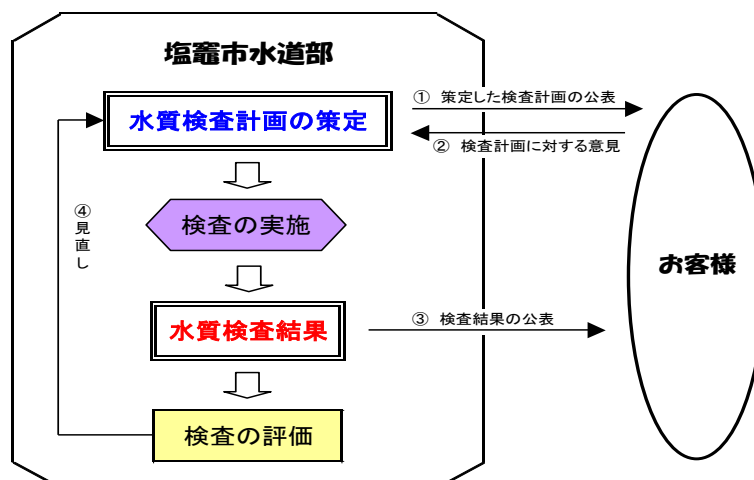 塩竈市水道部
水質検査計画の策定
① 策定した検査計画の公表
② 検査計画に対する意見
検査の実施
④見直し
お客様
水質検査結果
③ 検査結果の公表
検査の評価